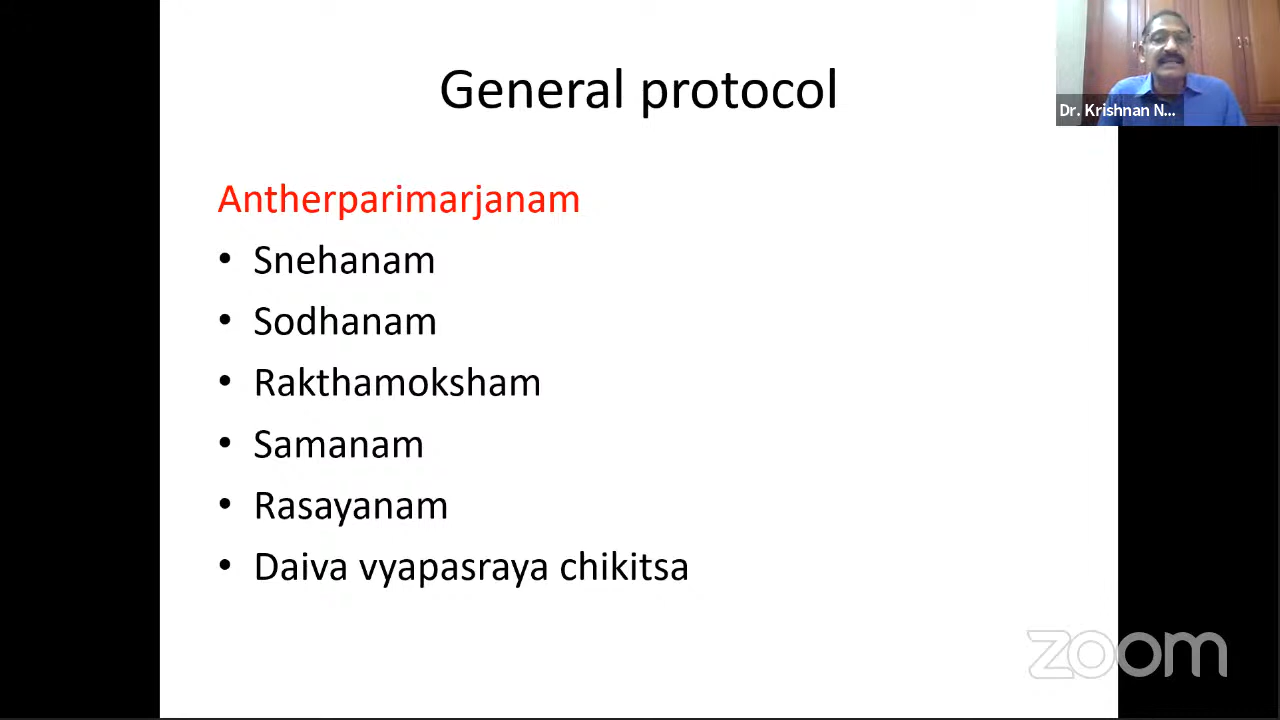 General protocol
Dr. Krishnan N...
Antherparimarjanam
• Snehanam
• Sodhanam
• Rakthamoksham
• Samanam
• Rasayanam
• Daiva vyapasraya chikitsa
zoom